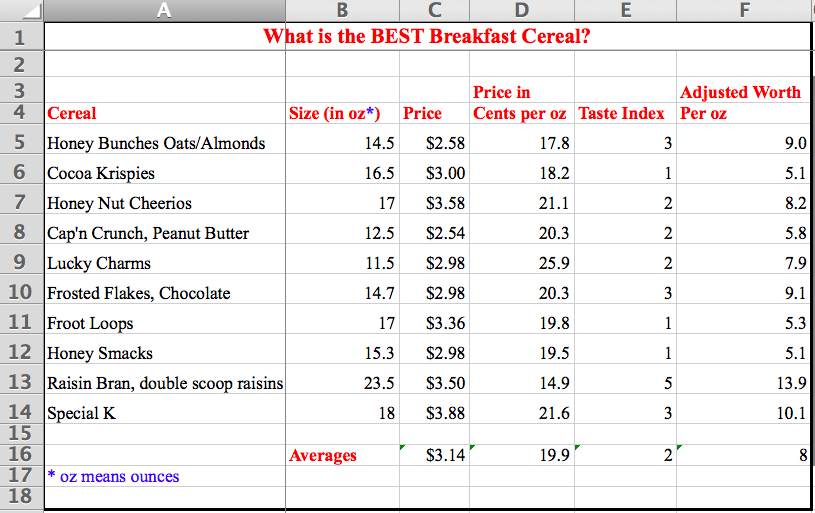 A B C D E F
1 What is the BEST Breakfast Cereal?
2
3 Price in Adjusted Worth
4 Cereal Size (in oz*) Price Cents per oz Taste Index Per oz
5 Honey Bunches Oats/Almonds 14.5 $2.58 17.8 3 9.0
6 Cocoa Krispies 16.5 $3.00 18.2 1 5.1
7 Honey Nut Cheerios 17 $3.58 21.1 2 8.2
8 Cap'n Crunch, Peanut Butter 12.5 $2.54 20.3 2 5.8
9 Lucky Charms 11.5 $2.98 25.9 2 7.9
10 Frosted Flakes, Chocolate 14.7 $2.98 20.3 3 9.1
11 Froot Loops 17 $3.36 19.8 1 5.3
12 Honey Smacks 15.3 $2.98 19.5 1 5.1
13 Raisin Bran, double scoop raisins 23.5 $3.50 14.9 5 13.9
14 Special K 18 $3.88 21.6 3 10.1
15
16 Averages $3.14 19.9 2 8
17 * oz means ounces
18